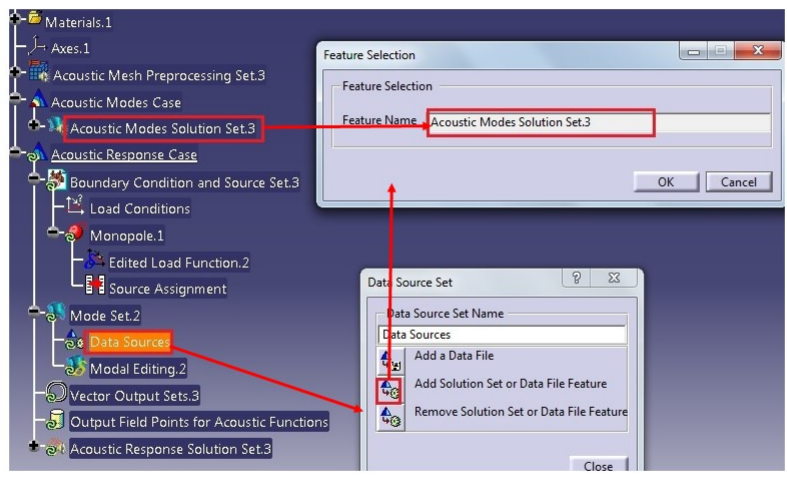 Materials.1
Axes.1
Acoustic Mesh Preprocessing Set.3
Acoustic Modes Case
Acoustic Modes Solution Set.3
Acoustic Response Case
Boundary Condition and Source Set.3
Load Conditions
Monopole.1
Edited Load Function.2
Source Assignment
Mode Set.2
Data Sources
Modal Editing.2
Vector Output Sets.3
Output Field Points for Acoustic Functions
Acoustic Response Solution Set.3
Feature Selection
Feature Selection
Feature Name Acoustic Modes Solution Set.3
OK Cancel
Data Source Set
Data Source Set Name
Data Sources
Add a Data File
Add Solution Set or Data File Feature
Remove Solution Set or Data File Feature
Close